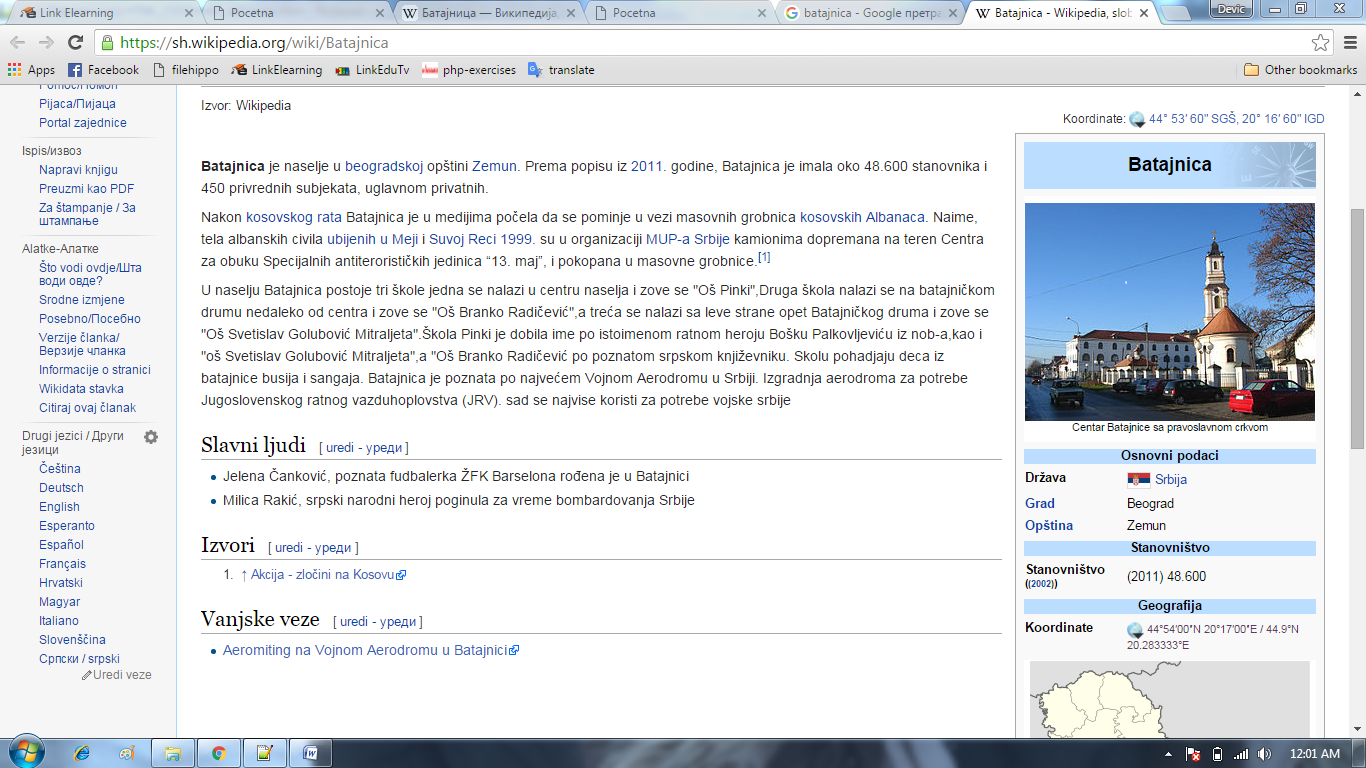 Link Elearning
Pocetna
Батајница — Википедија,
Pocetna
batajnica - Google претра
Batajnica - Wikipedia, slob
Devic
https://sh.wikipedia.org/wiki/Batajnica
Apps
Facebook
filehippo
LinkElearning
LinkEduTv
php-exercises
translate
Other bookmarks
Pomoć/Помоћ
Pijaca/Пијаца
Portal zajednice
Ispis/извоз
Napravi knjigu
Preuzmi kao PDF
Za štampanje / За
штампање
Alatke-Алатке
Što vodi ovdje/Шта
води овде?
Srodne izmjene
Posebno/Посебно
Verzije članka/
Верзије чланка
Informacije o stranici
Wikidata stavka
Citiraj ovaj članak
Drugi jezici / Други
језици
Čeština
Deutsch
English
Esperanto
Español
Français
Hrvatski
Magyar
Italiano
Slovenščina
Српски / srpski
Uredi veze
Izvor: Wikipedia
Koordinate: 44° 53' 60" SGŠ, 20° 16' 60" IGD
Batajnica je naselje u beogradskoj opštini Zemun. Prema popisu iz 2011. godine, Batajnica je imala oko 48.600 stanovnika i
450 privrednih subjekata, uglavnom privatnih.
Nakon kosovskog rata Batajnica je u medijima počela da se pominje u vezi masovnih grobnica kosovskih Albanaca. Naime,
tela albanskih civila ubijenih u Meji i Suvoj Reci 1999. su u organizaciji MUP-a Srbije kamionima dopremana na teren Centra
za obuku Specijalnih antiterorističkih jedinica “13. maj”, i pokopana u masovne grobnice.[1]
U naselju Batajnica postoje tri škole jedna se nalazi u centru naselja i zove se "Oš Pinki",Druga škola nalazi se na batajničkom
drumu nedaleko od centra i zove se "Oš Branko Radičević",a treća se nalazi sa leve strane opet Batajničkog druma i zove se
"Oš Svetislav Golubović Mitraljeta".Škola Pinki je dobila ime po istoimenom ratnom heroju Bošku Palkovljeviću iz nob-a,kao i
"oš Svetislav Golubović Mitraljeta",a "Oš Branko Radičević po poznatom srpskom književniku. Skolu pohadjaju deca iz
batajnice busija i sangaja. Batajnica je poznata po najvećem Vojnom Aerodromu u Srbiji. Izgradnja aerodroma za potrebe
Jugoslovenskog ratnog vazduhoplovstva (JRV). sad se najvise koristi za potrebe vojske srbije
Slavni ljudi [ uredi - уреди ]
Jelena Čanković, poznata fudbalerka ŽFK Barselona rođena je u Batajnici
Milica Rakić, srpski narodni heroj poginula za vreme bombardovanja Srbije
Izvori [ uredi - уреди ]
1. ↑ Akcija - zločini na Kosovu
Vanjske veze [ uredi - уреди ]
Aeromiting na Vojnom Aerodromu u Batajnici
Batajnica
Centar Batajnice sa pravoslavnom crkvom
Osnovni podaci
Država Srbija
Grad Beograd
Opština Zemun
Stanovništvo
Stanovništvo
((2002)) (2011) 48.600
Geografija
Koordinate 44°54′00″N 20°17′00″E / 44.9°N
20.283333°E
12:01 AM